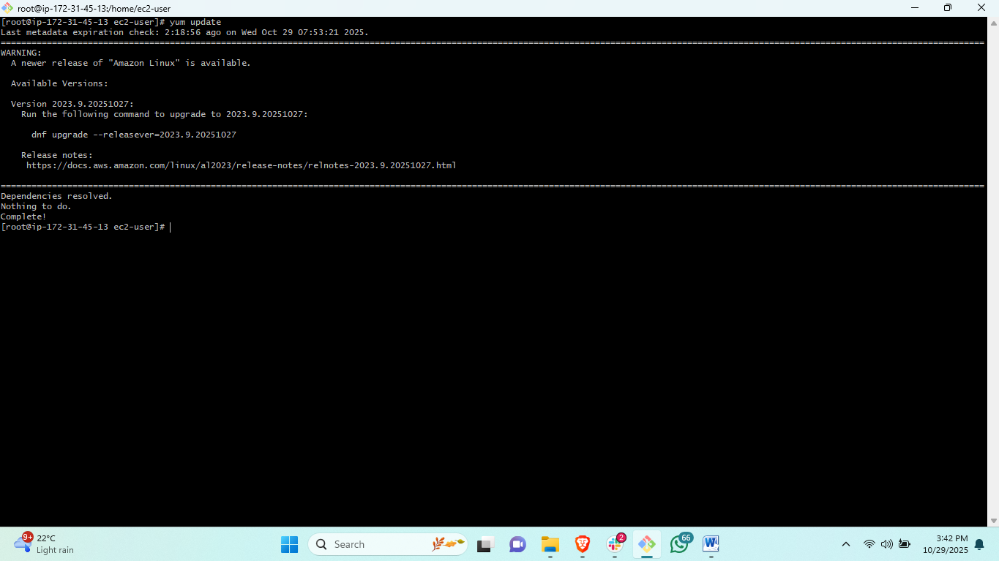 root@ip-172-31-45-13:/home/ec2-user
[root@ip-172-31-45-13 ec2-user]# yum update
Last metadata expiration check: 2:18:56 ago on Wed Oct 29 07:53:21 2025.
================================================================================
WARNING:
  A newer release of "Amazon Linux" is available.

  Available Versions:

  Version 2023.9.20251027:
    Run the following command to upgrade to 2023.9.20251027:

      dnf upgrade --releasever=2023.9.20251027

    Release notes:
     https://docs.aws.amazon.com/linux/al2023/release-notes/relnotes-2023.9.20251027.html

================================================================================
Dependencies resolved.
Nothing to do.
Complete!
[root@ip-172-31-45-13 ec2-user]#
9+
22°C
Light rain
Search
2
66
W
3:42 PM
10/29/2025